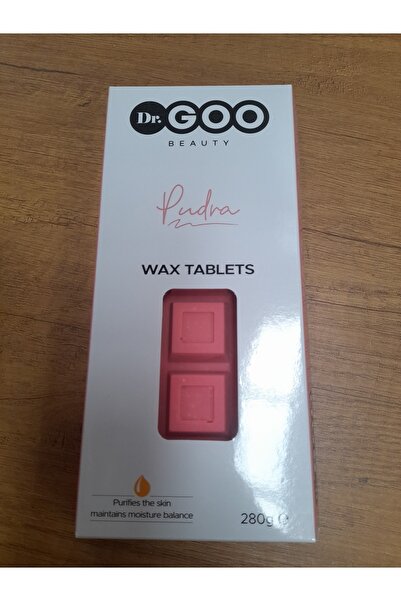 Dr.GOO
BEAUTY
Pudra
WAX TABLETS
Purifies the skin
maintains moisture balance
280g ℮